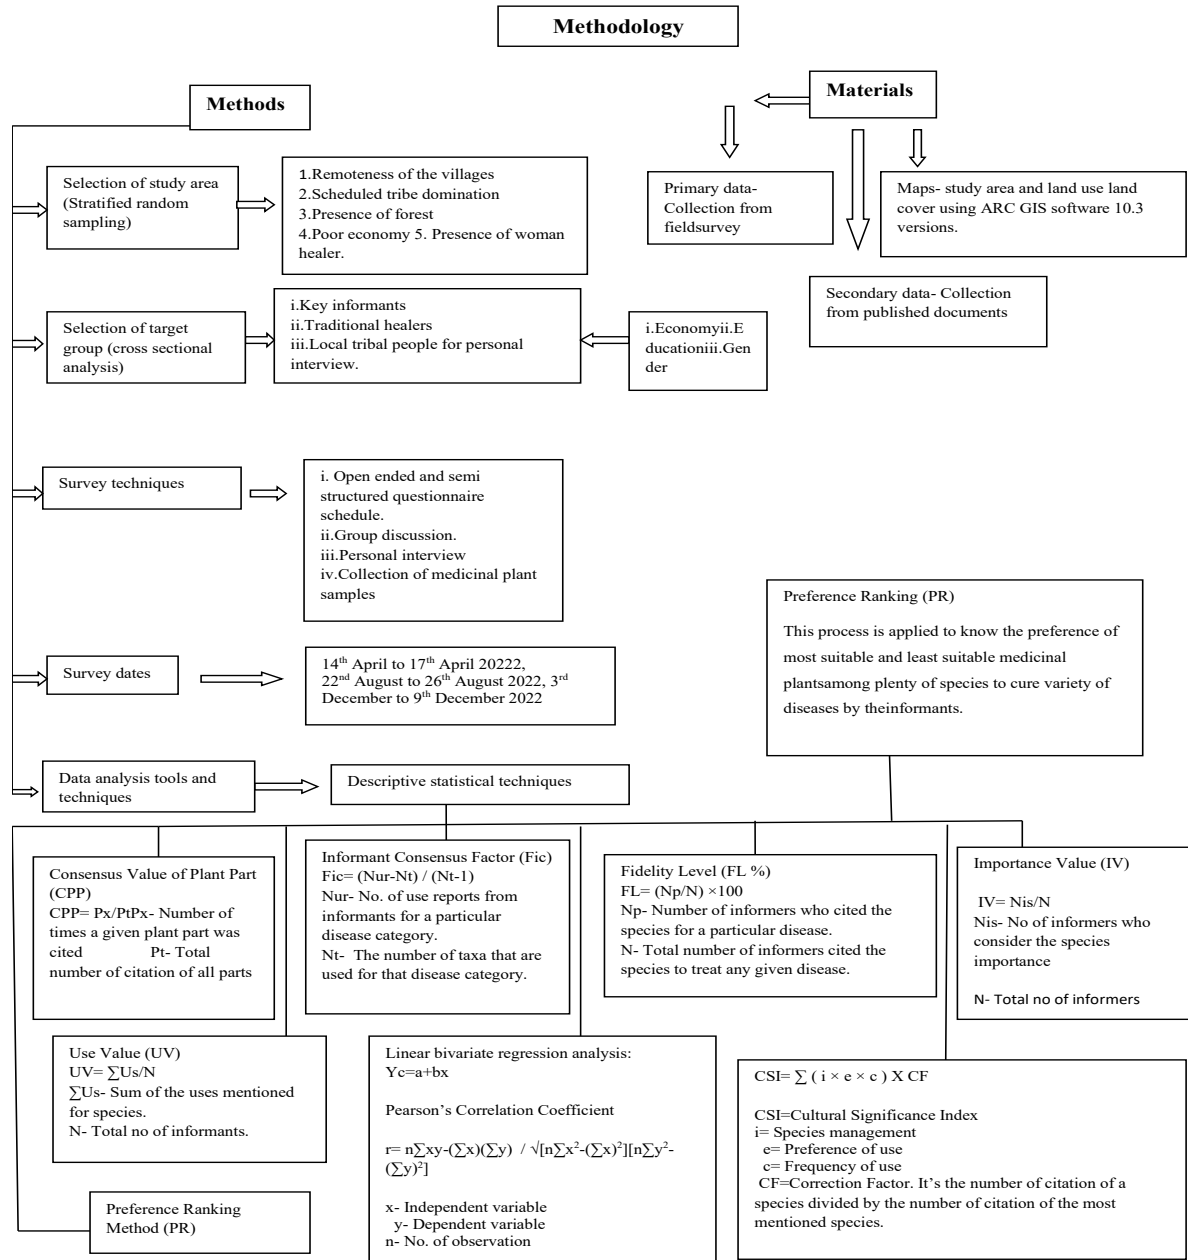 Methodology
Methods
Materials
Selection of study area
(Stratified random
sampling)
1.Remoteness of the villages
2.Scheduled tribe domination
3.Presence of forest
4.Poor economy 5. Presence of woman
healer.
Primary data-
Collection from
fieldsurvey
Maps- study area and land use land
cover using ARC GIS software 10.3
versions.
Secondary data- Collection
from published documents
Selection of target
group (cross sectional
analysis)
i.Key informants
ii.Traditional healers
iii.Local tribal people for personal
interview.
i.Economyii.E
ducationiii.Gen
der
Survey techniques
i. Open ended and semi
structured questionnaire
schedule.
ii.Group discussion.
iii.Personal interview
iv.Collection of medicinal plant
samples
Survey dates
14th April to 17th April 20222,
22nd August to 26th August 2022, 3rd
December to 9th December 2022
Preference Ranking (PR)
This process is applied to know the preference of
most suitable and least suitable medicinal
plantsamong plenty of species to cure variety of
diseases by theinformants.
Data analysis tools and
techniques
Descriptive statistical techniques
Consensus Value of Plant Part
(CPP)
CPP= Px/PtPx- Number of
times a given plant part was
cited Pt- Total
number of citation of all parts
Informant Consensus Factor (Fic)
Fic= (Nur-Nt) / (Nt-1)
Nur- No. of use reports from
informants for a particular
disease category.
Nt- The number of taxa that are
used for that disease category.
Fidelity Level (FL %)
FL= (Np/N) ×100
Np- Number of informers who cited the
species for a particular disease.
N- Total number of informers cited the
species to treat any given disease.
Importance Value (IV)
IV= Nis/N
Nis- No of informers who
consider the species
importance
N- Total no of informers
Use Value (UV)
UV= ∑Us/N
∑Us- Sum of the uses mentioned
for species.
N- Total no of informants.
Linear bivariate regression analysis:
Yc=a+bx
Pearson’s Correlation Coefficient
r= n∑xy-(∑x)(∑y) / √[n∑x²-(∑x)²][n∑y²-
(∑y)²]
x- Independent variable
y- Dependent variable
n- No. of observation
CSI= ∑ ( i × e × c ) X CF
CSI=Cultural Significance Index
i= Species management
e= Preference of use
c= Frequency of use
CF=Correction Factor. It’s the number of citation of a
species divided by the number of citation of the most
mentioned species.
Preference Ranking
Method (PR)